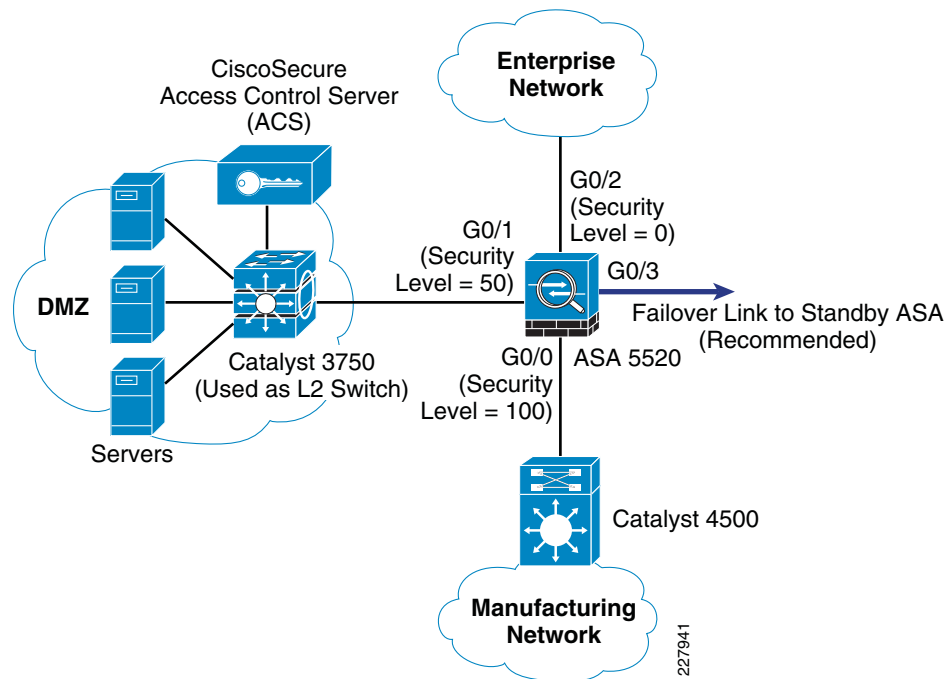 CiscoSecure
Access Control Server
(ACS)
Enterprise
Network
G0/2
(Security
Level = 0)
G0/1
(Security
Level = 50)
G0/3
DMZ
Failover Link to Standby ASA
(Recommended)
Catalyst 3750
(Used as L2 Switch)
G0/0
(Security
Level = 100)
ASA 5520
Servers
Catalyst 4500
Manufacturing
Network
227941